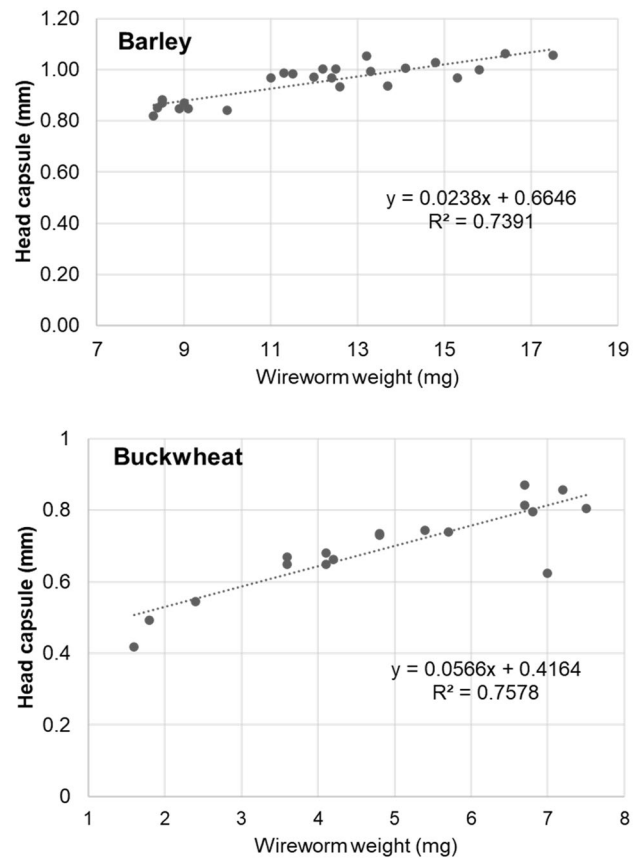 Barley
1.20
1.00
0.80
0.60
0.40
0.20
0.00
Head capsule (mm)
y = 0.0238x + 0.6646
R² = 0.7391
7 9 11 13 15 17 19
Wireworm weight (mg)
Buckwheat
1
0.8
0.6
0.4
0.2
0
Head capsule (mm)
y = 0.0566x + 0.4164
R² = 0.7578
1 2 3 4 5 6 7 8
Wireworm weight (mg)